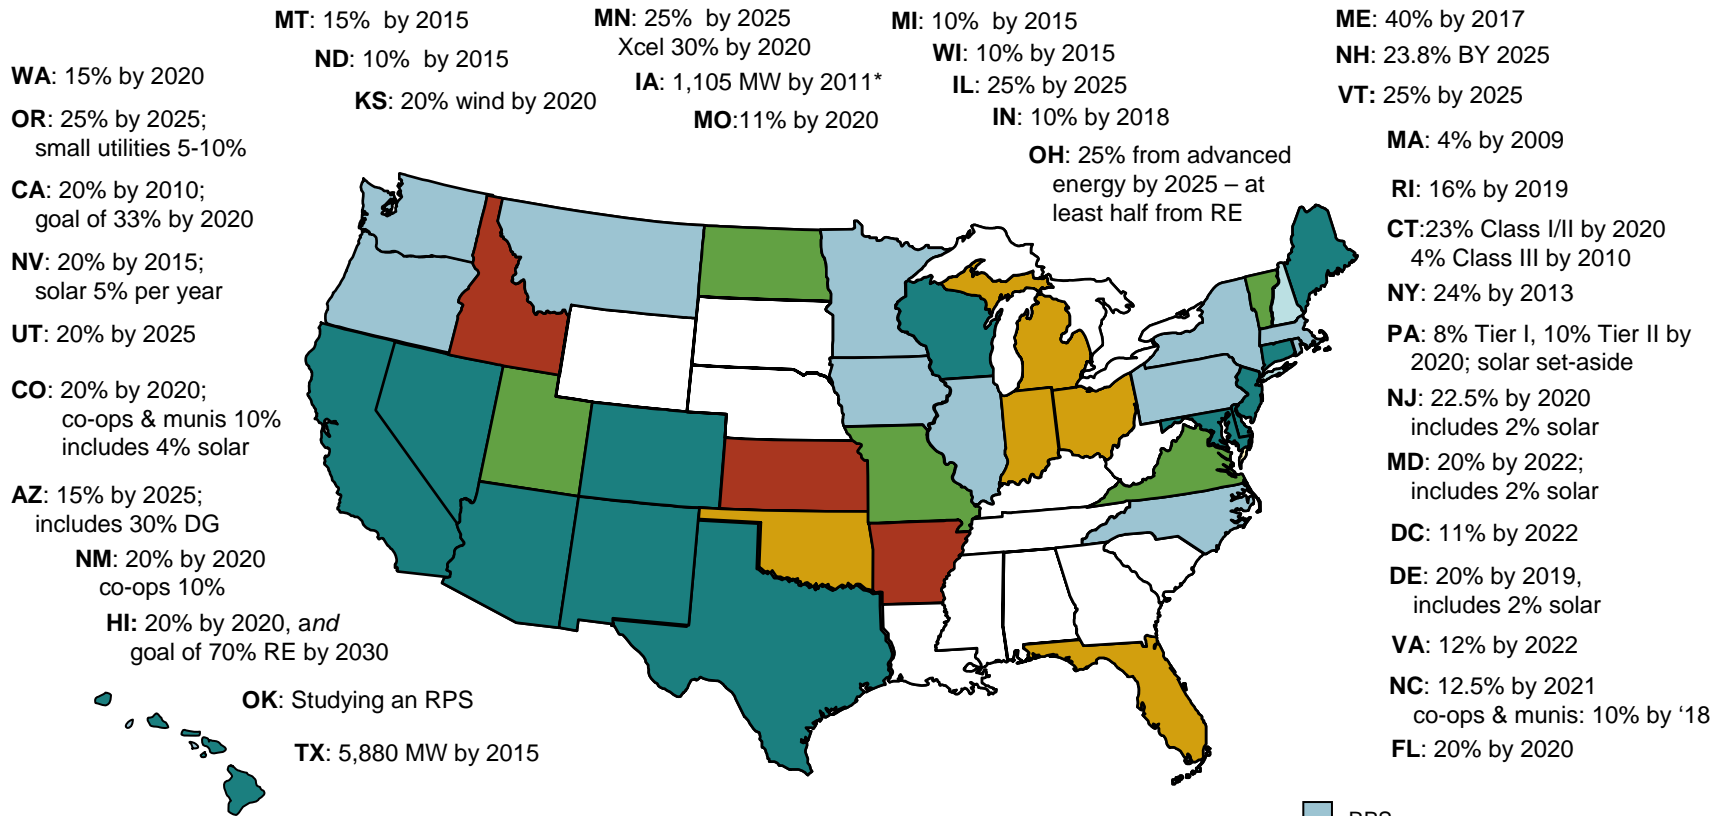 MT: 15%  by 2015
ND: 10%  by 2015
KS: 20% wind by 2020
MN: 25%  by 2025
Xcel 30% by 2020
IA: 1,105 MW by 2011*
MO:11% by 2020
MI: 10%  by 2015
WI: 10% by 2015
IL: 25% by 2025
IN: 10% by 2018
OH: 25% from advanced
energy by 2025 – at
least half from RE
WA: 15% by 2020
OR: 25% by 2025;
small utilities 5-10%
CA: 20% by 2010;
goal of 33% by 2020
NV: 20% by 2015;
solar 5% per year
UT: 20% by 2025
CO: 20% by 2020;
co-ops & munis 10%
includes 4% solar
AZ: 15% by 2025;
includes 30% DG
NM: 20% by 2020
co-ops 10%
HI: 20% by 2020, and
goal of 70% RE by 2030
OK: Studying an RPS
TX: 5,880 MW by 2015
ME: 40% by 2017
NH: 23.8% BY 2025
VT: 25% by 2025
MA: 4% by 2009
RI: 16% by 2019
CT:23% Class I/II by 2020
4% Class III by 2010
NY: 24% by 2013
PA: 8% Tier I, 10% Tier II by
2020; solar set-aside
NJ: 22.5% by 2020
includes 2% solar
MD: 20% by 2022;
includes 2% solar
DC: 11% by 2022
DE: 20% by 2019,
includes 2% solar
VA: 12% by 2022
NC: 12.5% by 2021
co-ops & munis: 10% by ‘18
FL: 20% by 2020
RPS